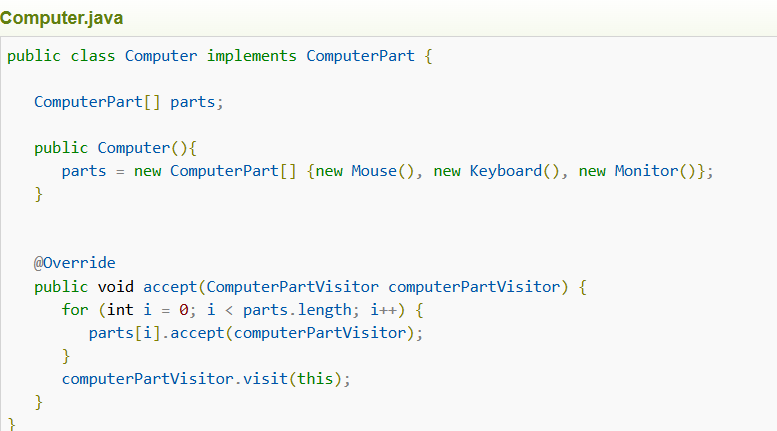 Computer.java
public class Computer implements ComputerPart {
ComputerPart[] parts;
public Computer(){
parts = new ComputerPart[] {new Mouse(), new Keyboard(), new Monitor()};
}
@Override
public void accept(ComputerPartVisitor computerPartVisitor) {
for (int i = 0; i < parts.length; i++) {
parts[i].accept(computerPartVisitor);
}
computerPartVisitor.visit(this);
}
}